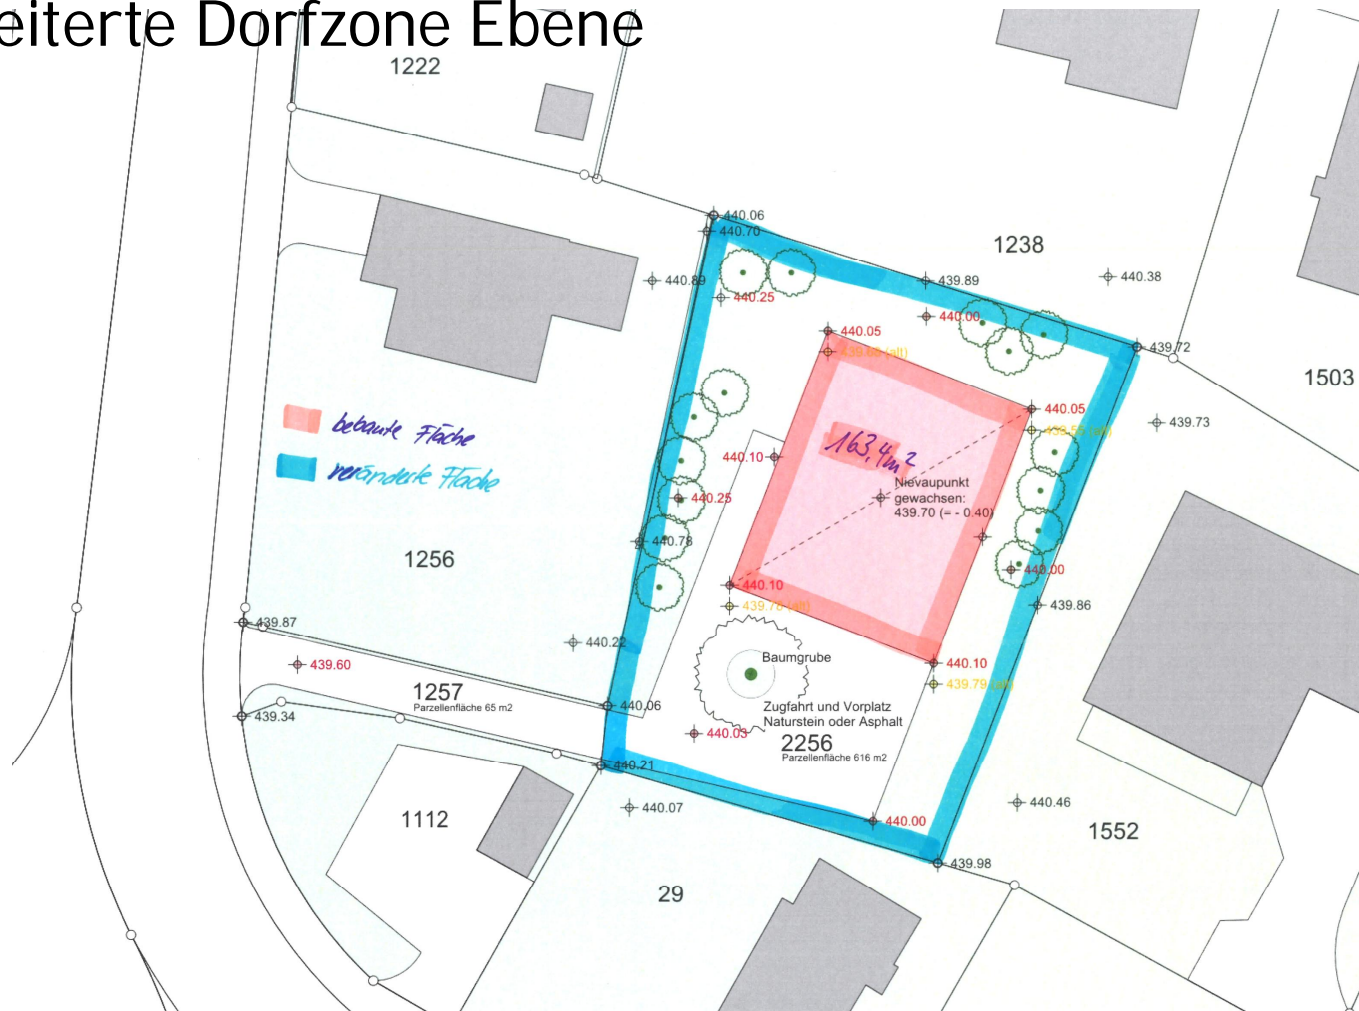 eiterte Dorfzone Ebene
1222
440.06
440.70
1238
440.89
439.89
440.38
440.25
440.00
440.05
439.72
1503
440.05
439.73
bebaute Fläche
163,4m²
440.10
veränderte Fläche
Nievaupunkt
gewachsen:
439.70 (= - 0.40)
440.25
440.78
1256
440.00
440.10
439.86
439.87
440.22
439.60
Baumgrube
440.10
1257
Parzellenfläche 65 m2
439.79 (alt)
440.06
Zugfahrt und Vorplatz
Naturstein oder Asphalt
439.34
440.03
2256
Parzellenfläche 616 m2
440.21
440.07
440.46
1112
440.00
1552
439.98
29